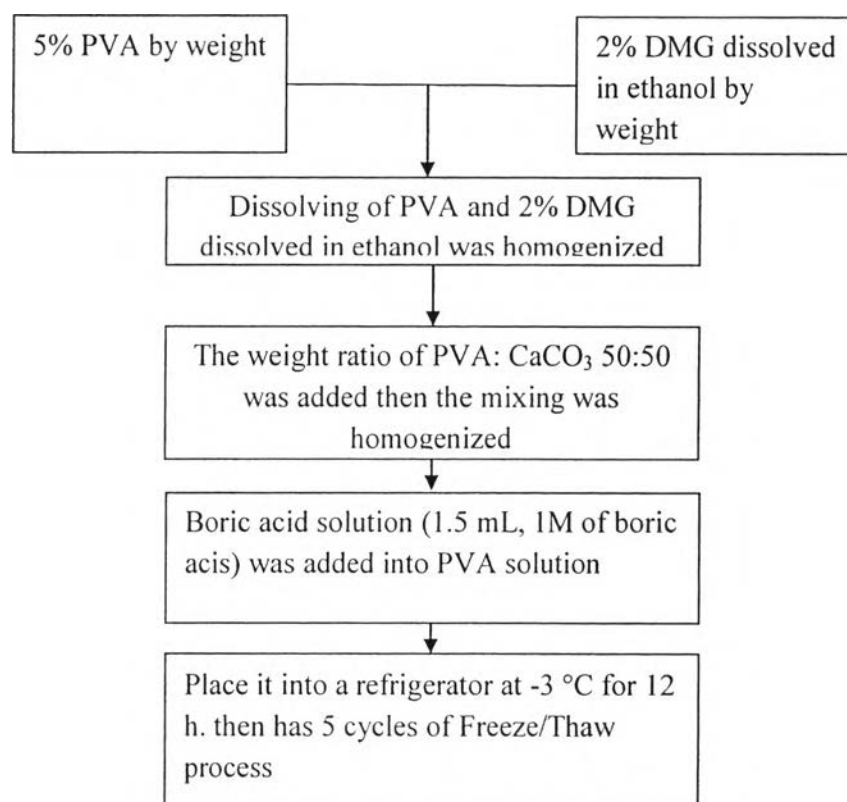 5% PVA by weight
2% DMG dissolved
in ethanol by
weight
Dissolving of PVA and 2% DMG
dissolved in ethanol was homogenized
The weight ratio of PVA: CaCO₃ 50:50
was added then the mixing was
homogenized
Boric acid solution (1.5 mL, 1M of boric
acis) was added into PVA solution
Place it into a refrigerator at -3 °C for 12
h. then has 5 cycles of Freeze/Thaw
process